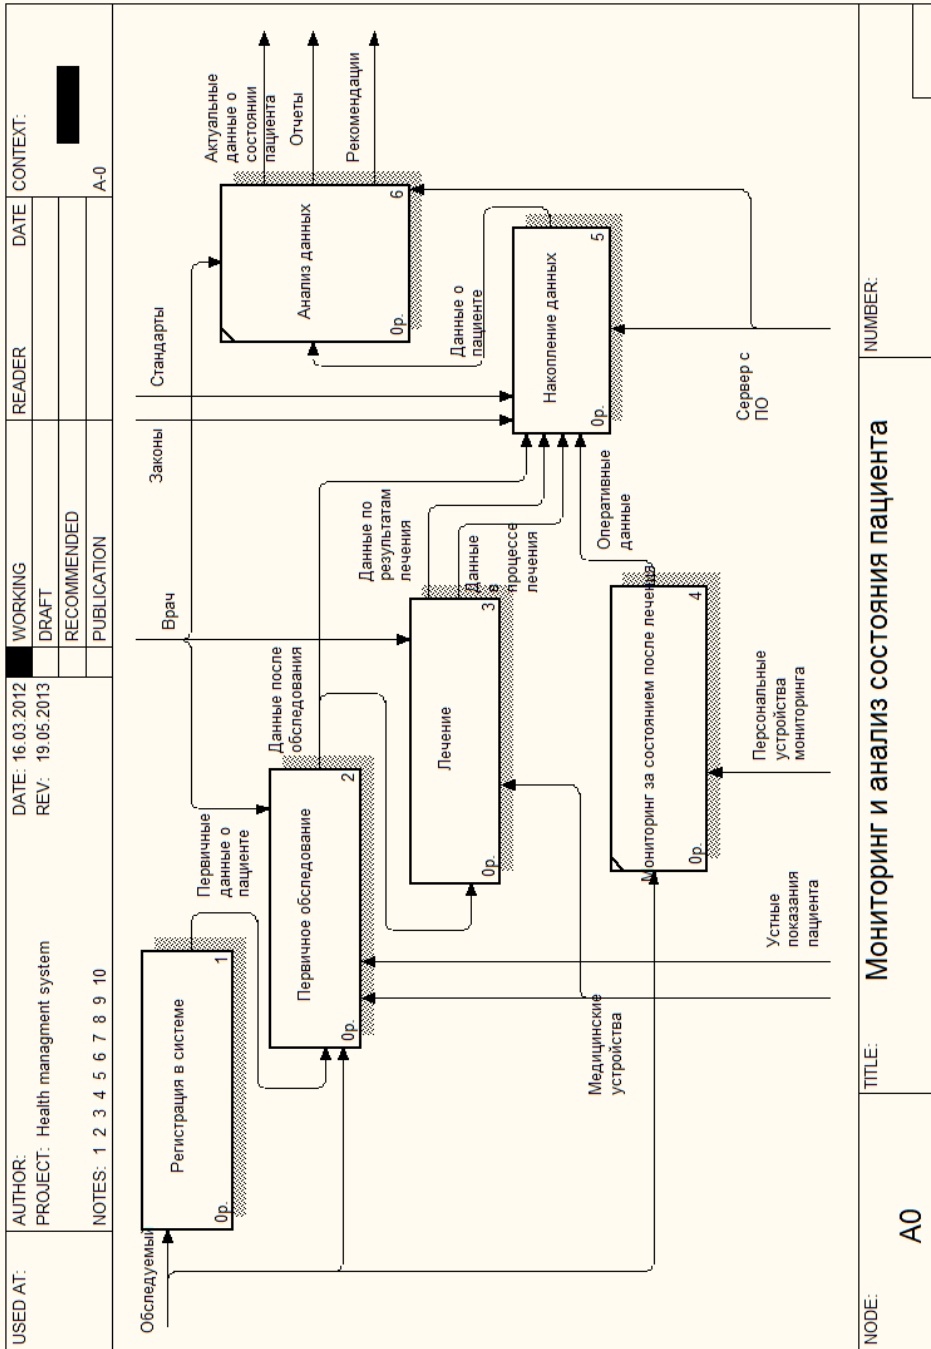 USED AT:
AUTHOR:
PROJECT: Health managment system
NOTES: 1 2 3 4 5 6 7 8 9 10
DATE: 16.03.2012
REV: 19.05.2013
WORKING
DRAFT
RECOMMENDED
PUBLICATION
READER
DATE
CONTEXT:
A-0
Обследуемый
Регистрация в системе
0р.
1
Первичные
данные о
пациенте
Врач
Законы
Стандарты
Первичное обследование
0р.
2
Данные после
обследования
Лечение
0р.
3
Данные по
результатам
лечения
Данные
в
процессе
лечения
Мониторинг за состоянием после лечения
0р.
4
Оперативные
данные
Накопление данных
0р.
5
Данные о
пациенте
Анализ данных
0р.
6
Актуальные
данные о
состоянии
пациента
Отчеты
Рекомендации
Медицинские
устройства
Устные
показания
пациента
Персональные
устройства
мониторинга
Сервер с
ПО
NODE:
A0
TITLE:
Мониторинг и анализ состояния пациента
NUMBER: